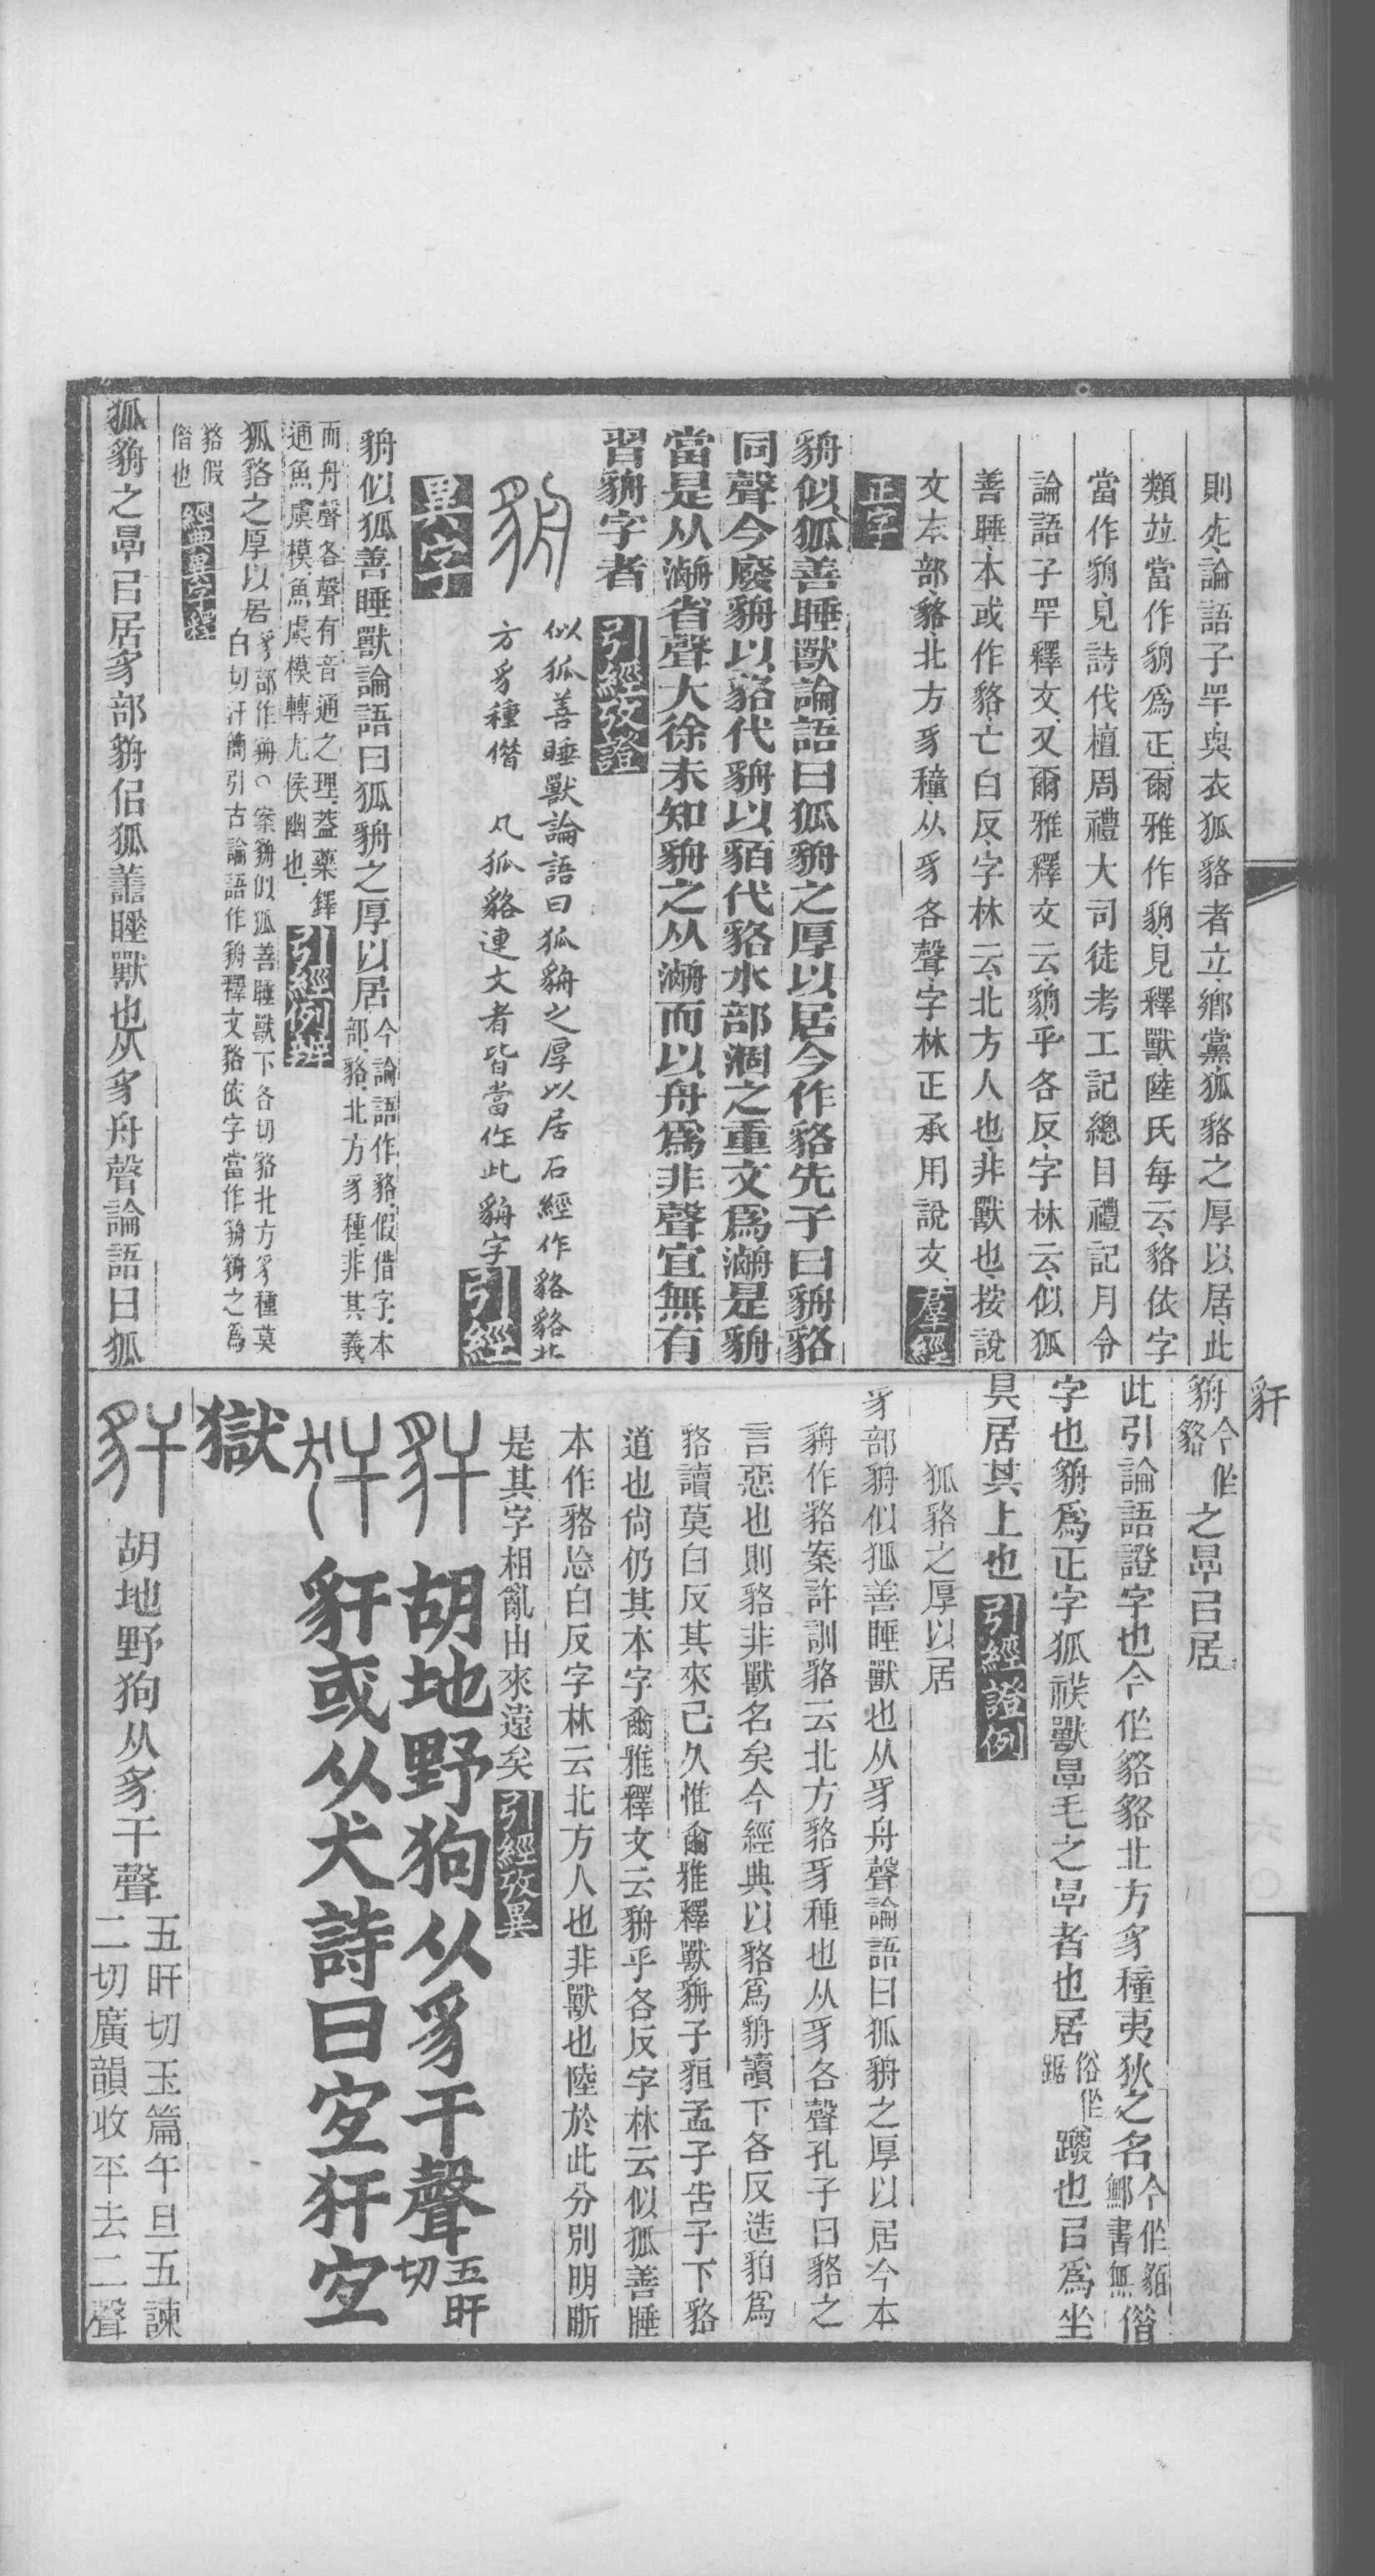 則死論語子罕與衣狐貉者立鄉黨狐貉之厚以居此
類並當作貈爲正爾雅作貈見釋獸陸氏每云貉依字
當作貈見詩伐檀周禮大司徒考工記總目禮記月令
論語子罕釋文又爾雅釋文云貈乎各反字林云似狐
善睡本或作貉亡白反字林云北方人也非獸也按說
文本部貉北方豸種从豸各聲字林正承用說文
羣經
正字
貈似狐善睡獸論語曰狐貈之厚以居今作貉先子曰貈貉
同聲今廢貈以貉代貈以貊代貉水部涸之重文爲㵣是貈
當是从㵣省聲大徐未知貈之从㵣而以舟爲非聲宜無有
習貈字者
引經攷證
貈
似狐善睡獸論語曰狐貈之厚以居石經作貉貉北
方豸種借 凡狐貉連文者皆當作此貈字
引經
異字
貈似狐善睡獸論語曰狐貈之厚以居
今論語作貉假借字本
部貉北方豸種非其義
而舟聲各聲有音通之理葢藥鐸
通魚虞模魚虞模轉尤侯幽也
引經例辨
狐貉之厚以居
豸部作貈○案貈似狐善睡獸下各切貉北方豸種莫
白切汗簡引古論語作貈釋文貉依字當作貈貈之爲
貉假
借也
經典異字釋
狐貈之㫗㠯居豸部貈佀狐譱睡獸也从豸舟聲論語曰狐
貈
今作
貉
之㫗㠯居
此引論語證字也今作貉貉北方豸種夷狄之名
今作貊
鄦書無
偕
字也貈爲正字狐䙝獸㫗毛之㫗者也居
俗作
踞
蹲也㠯爲坐
具居其上也
引經證例
狐貉之厚以居
豸部貈似狐善睡獸也从豸舟聲論語曰狐貈之厚以居今本
貈作貉案許訓貉云北方貉豸種也从豸各聲孔子曰貉之
言惡也則貉非獸名矣今經典以貉爲貈讀下各反造貊爲
貉讀莫白反其來已久惟爾雅釋獸貈子貆孟子告子下貉
道也尚仍其本字爾雅釋文云貈乎各反字林云似狐善睡
本作貉㤀白反字林云北方人也非獸也陸於此分別明晣
是其字相亂由來遠矣
引經攷異
豻
胡地野狗从豸干聲
五旰
切
犴
豻或从犬詩曰宜犴宜
獄
豻
胡地野狗从豸干聲
五旰切玉篇午旦五諫
二切廣韻收平去二聲
豻